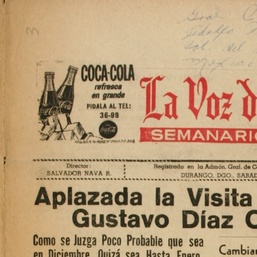 COCA-COLA
refresca
en grande
PIDALA AL TEL:
36-99
La Voz d
SEMANARIO
Director:
SALVADOR NAVA R.
Registrado en la Admón. Gral. de C
DURANGO, DGO., SABAD
Aplazada la Visita
Gustavo Díaz O
Como se Juzga Poco Probable que sea
en Diciembre, Quizá sea Hasta Enero
Cambian